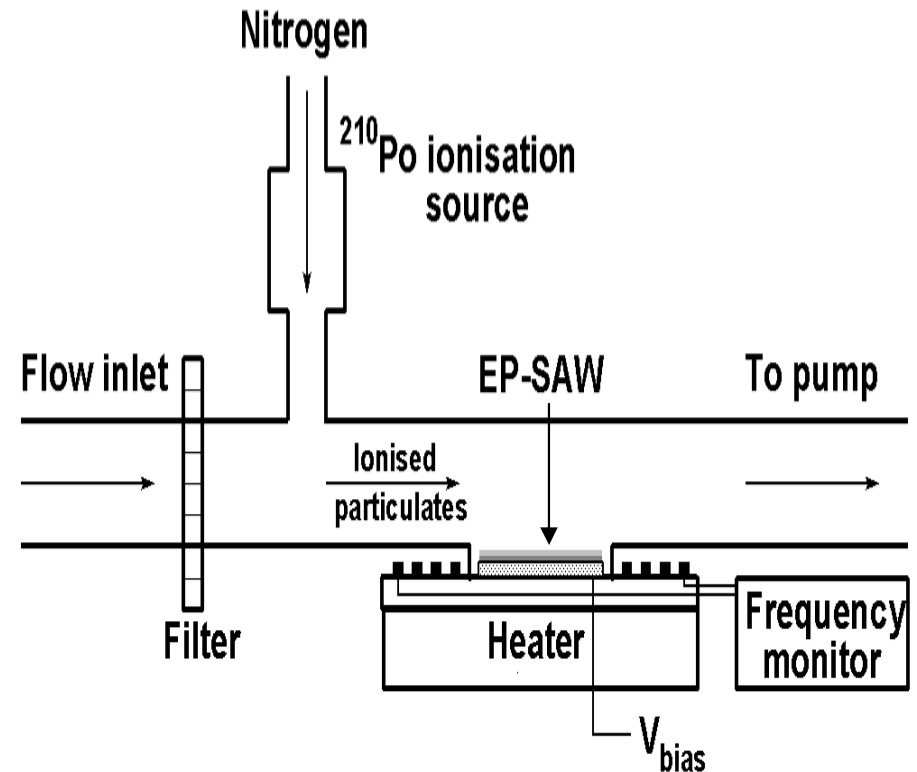 Nitrogen
210Po ionisation
source
Flow inlet
EP-SAW
To pump
Ionised
particulates
Filter
Heater
Frequency
monitor
Vbias